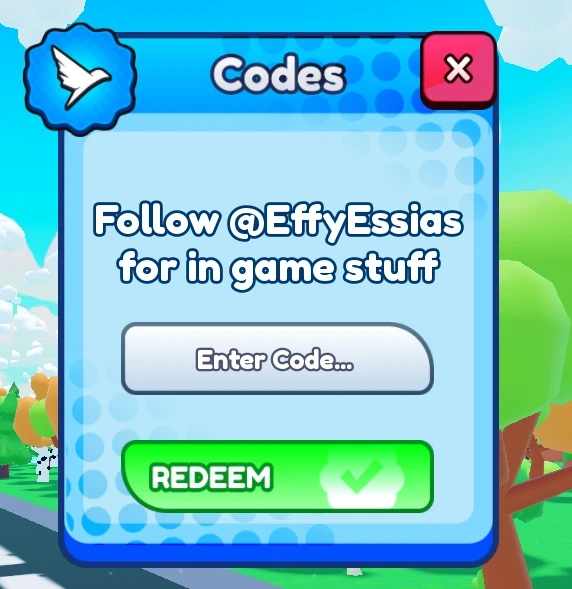 Codes
X
Follow @EffyEssias
for in game stuff
Enter Code...
REDEEM